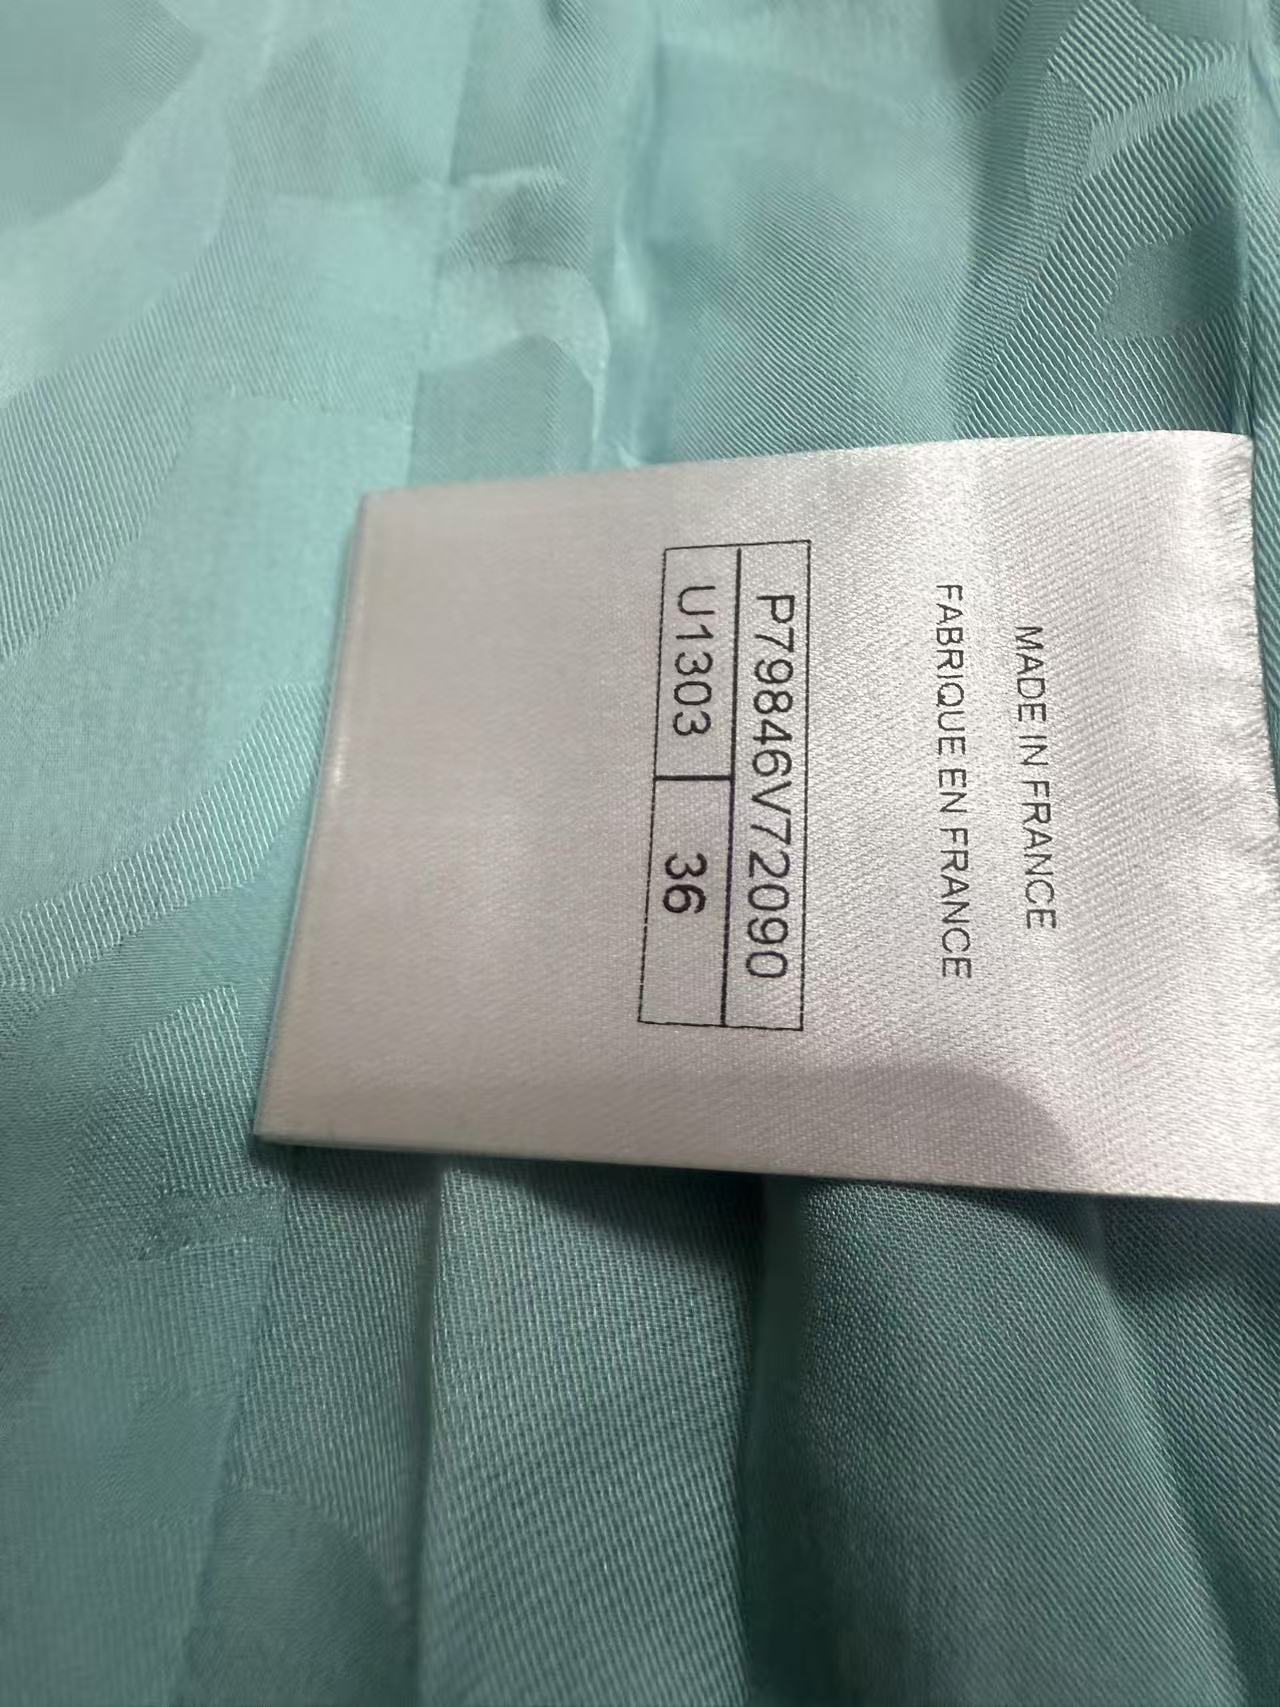 MADE IN FRANCE
FABRIQUE EN FRANCE
P79846V72090
U1303 36